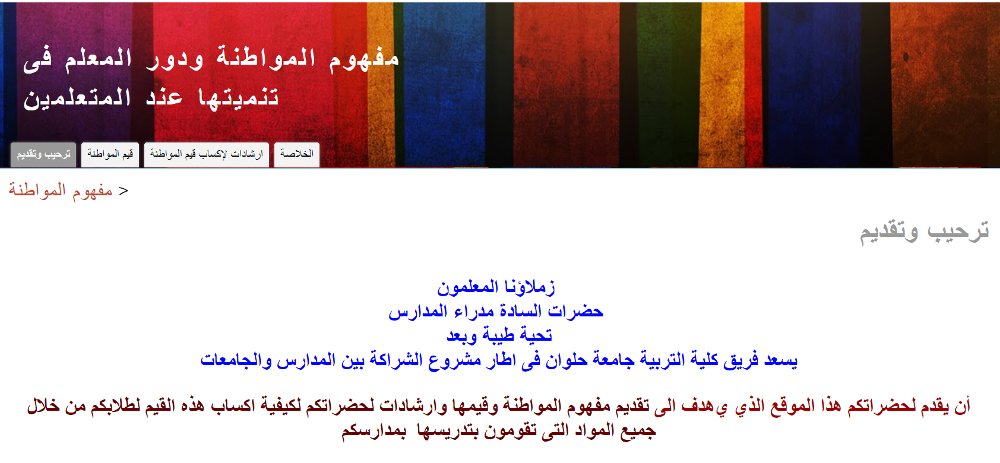 مفهوم المواطنة ودور المعلم فى
تنميتها عند المتعلمين
ترحيب وتقديم
قيم المواطنة
ارشادات لإكساب قيم المواطنة
الخلاصة
مفهوم المواطنة >
ترحيب وتقديم
زملاؤنا المعلمون
حضرات السادة مدراء المدارس
تحية طيبة وبعد
يسعد فريق كلية التربية جامعة حلوان فى اطار مشروع الشراكة بين المدارس والجامعات
أن يقدم لحضراتكم هذا الموقع الذي يهدف الى تقديم مفهوم المواطنة وقيمها وارشادات لحضراتكم لكيفية اكساب هذه القيم لطلابكم من خلال
جميع المواد التى تقومون بتدريسها بمدارسكم